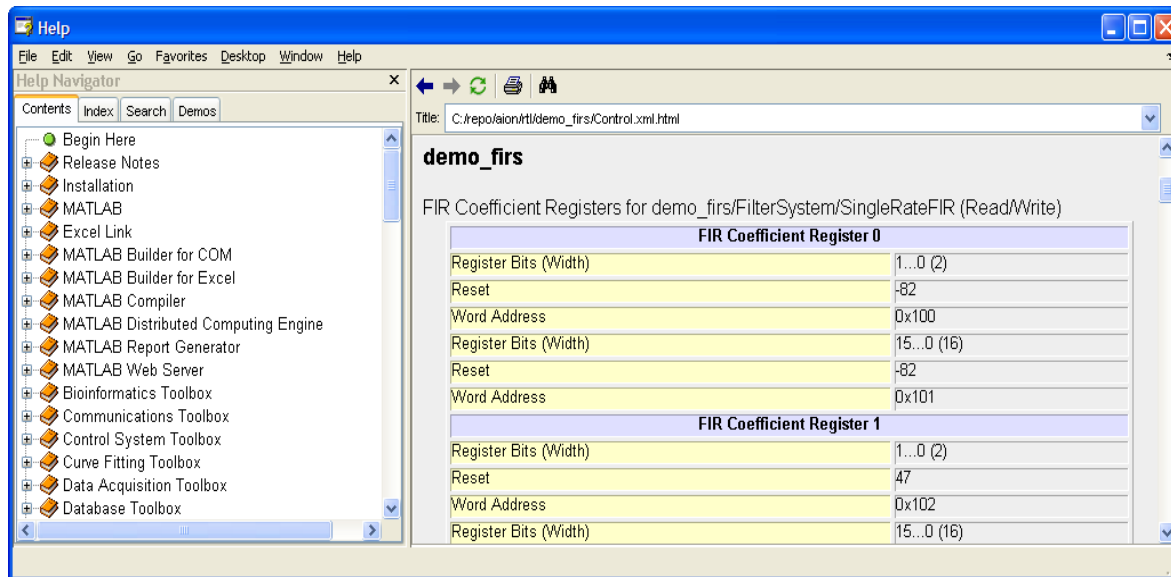 Help
File Edit View Go Favorites Desktop Window Help
Help Navigator
Contents Index Search Demos
Begin Here
Release Notes
Installation
MATLAB
Excel Link
MATLAB Builder for COM
MATLAB Builder for Excel
MATLAB Compiler
MATLAB Distributed Computing Engine
MATLAB Report Generator
MATLAB Web Server
Bioinformatics Toolbox
Communications Toolbox
Control System Toolbox
Curve Fitting Toolbox
Data Acquisition Toolbox
Database Toolbox
Title: C:/repo/aion/rtl/demo_firs/Control.xml.html
demo_firs
FIR Coefficient Registers for demo_firs/FilterSystem/SingleRateFIR (Read/Write)
FIR Coefficient Register 0
Register Bits (Width) 1...0 (2)
Reset -82
Word Address 0x100
Register Bits (Width) 15...0 (16)
Reset -82
Word Address 0x101
FIR Coefficient Register 1
Register Bits (Width) 1...0 (2)
Reset 47
Word Address 0x102
Register Bits (Width) 15...0 (16)